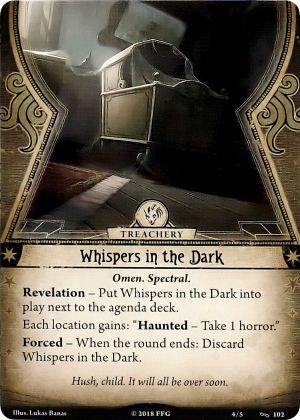 TREACHERY
Whispers in the Dark
Omen. Spectral.
Revelation – Put Whispers in the Dark into
play next to the agenda deck.
Each location gains: “Haunted – Take 1 horror.”
Forced – When the round ends: Discard
Whispers in the Dark.
Hush, child. It will all be over soon.
Illus. Lukas Banas © 2018 FFG 4/5 102